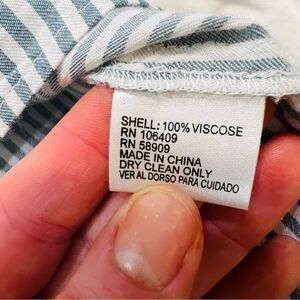 SHELL: 100% VISCOSE
RN 106409
RN 58909
MADE IN CHINA
DRY CLEAN ONLY
VER AL DORSO PARA CUIDADO